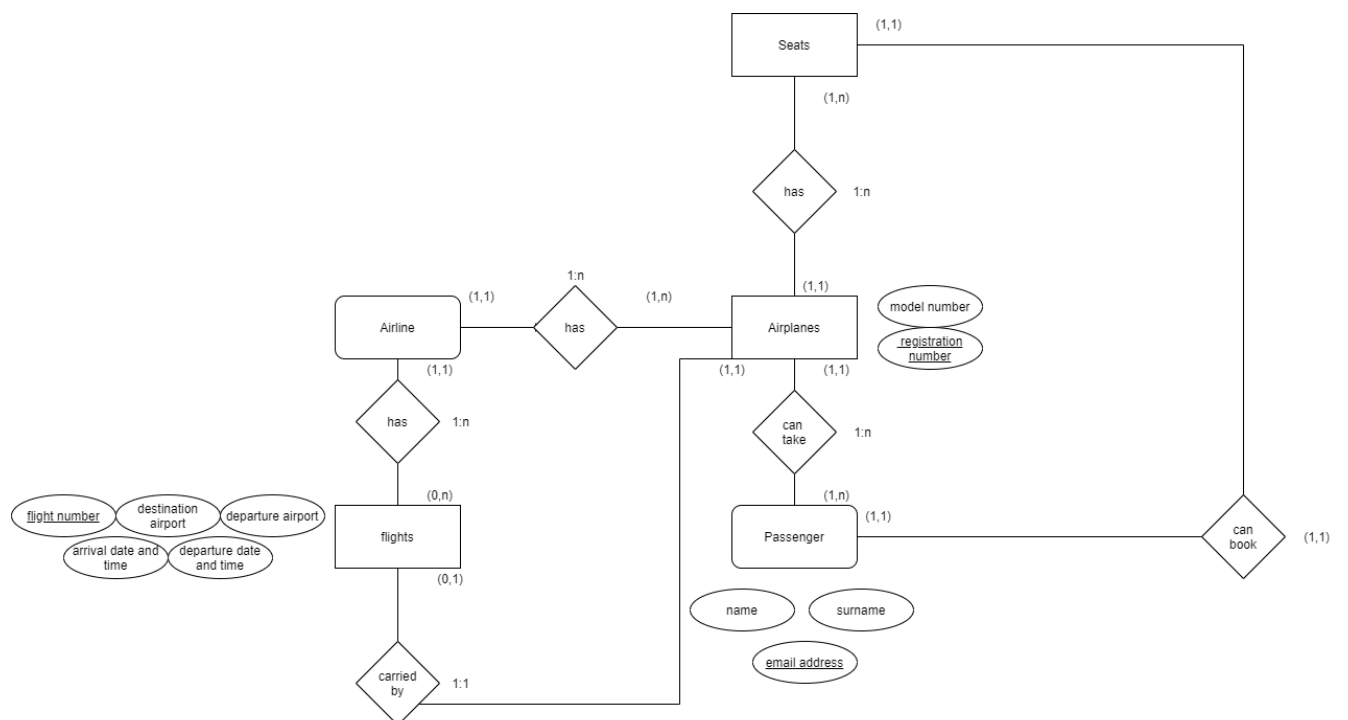 (1,1)
Seats
(1,n)
has
1:n
1:n
(1,1)
(1,1)
(1,n)
model number
Airline
has
Airplanes
registration
number
(1,1)
(1,1)
(1,1)
has
1:n
can
take
1:n
(0,n)
(1,n)
flight number
destination
airport
departure airport
(1,1)
flights
Passenger
can
book
(1,1)
arrival date and
time
departure date
and time
(0,1)
name
surname
email address
carried
by
1:1